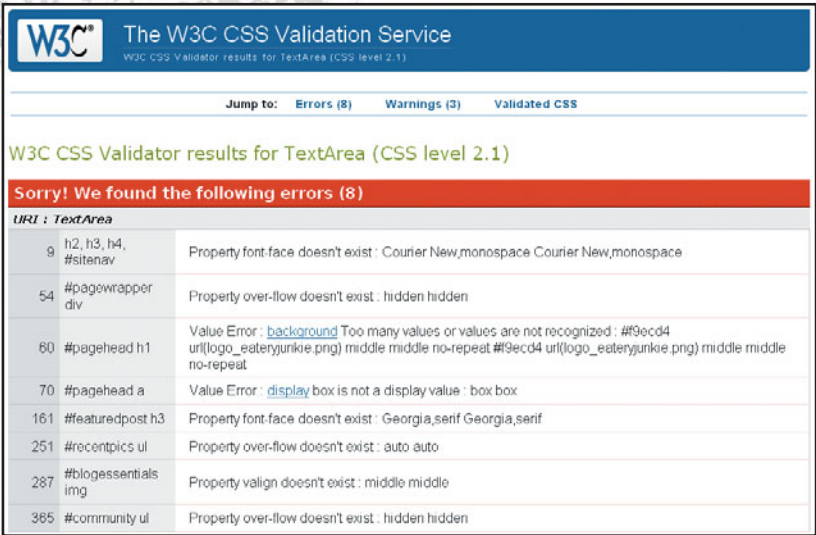 W3C®
The W3C CSS Validation Service
W3C CSS Validator results for TextArea (CSS level 2.1)
Jump to: Errors (8) Warnings (3) Validated CSS
W3C CSS Validator results for TextArea (CSS level 2.1)
Sorry! We found the following errors (8)
URI : TextArea
9 h2, h3, h4, #sitenav Property font-face doesn't exist : Courier New,monospace Courier New,monospace
54 #pagewrapper div Property over-flow doesn't exist : hidden hidden
60 #pagehead h1 Value Error : background Too many values or values are not recognized : #f9ecd4
url(logo_eateryjunkie.png) middle middle no-repeat #f9ecd4 url(logo_eateryjunkie.png) middle middle
no-repeat
70 #pagehead a Value Error : display box is not a display value : box box
161 #featuredpost h3 Property font-face doesn't exist : Georgia,serif Georgia,serif
251 #recentpics ul Property over-flow doesn't exist : auto auto
287 #blogessentials img Property valign doesn't exist : middle middle
365 #community ul Property over-flow doesn't exist : hidden hidden